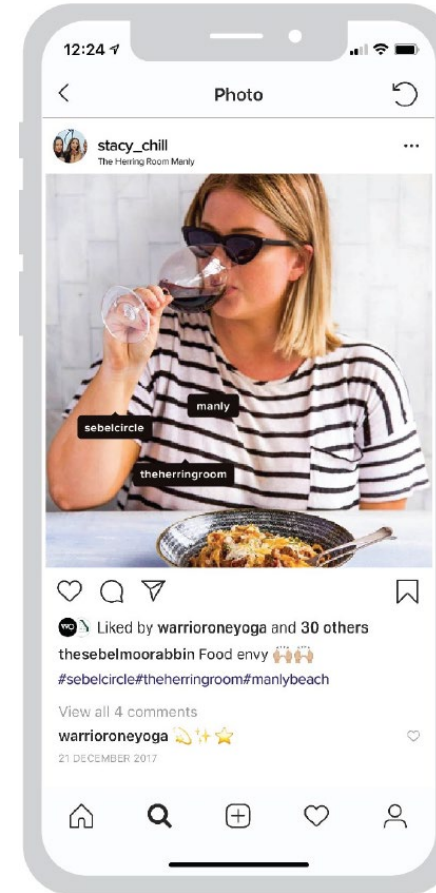 12:24
Photo
stacy_chill
The Herring Room Manly
manly
sebelcircle
theherringroom
Liked by warrioroneyoga and 30 others
thesebelmoorabbin Food envy 🙌🏼🙌🏼
#sebelcircle#theherringroom#manlybeach
View all 4 comments
warrioroneyoga 💫✨⭐
21 DECEMBER 2017